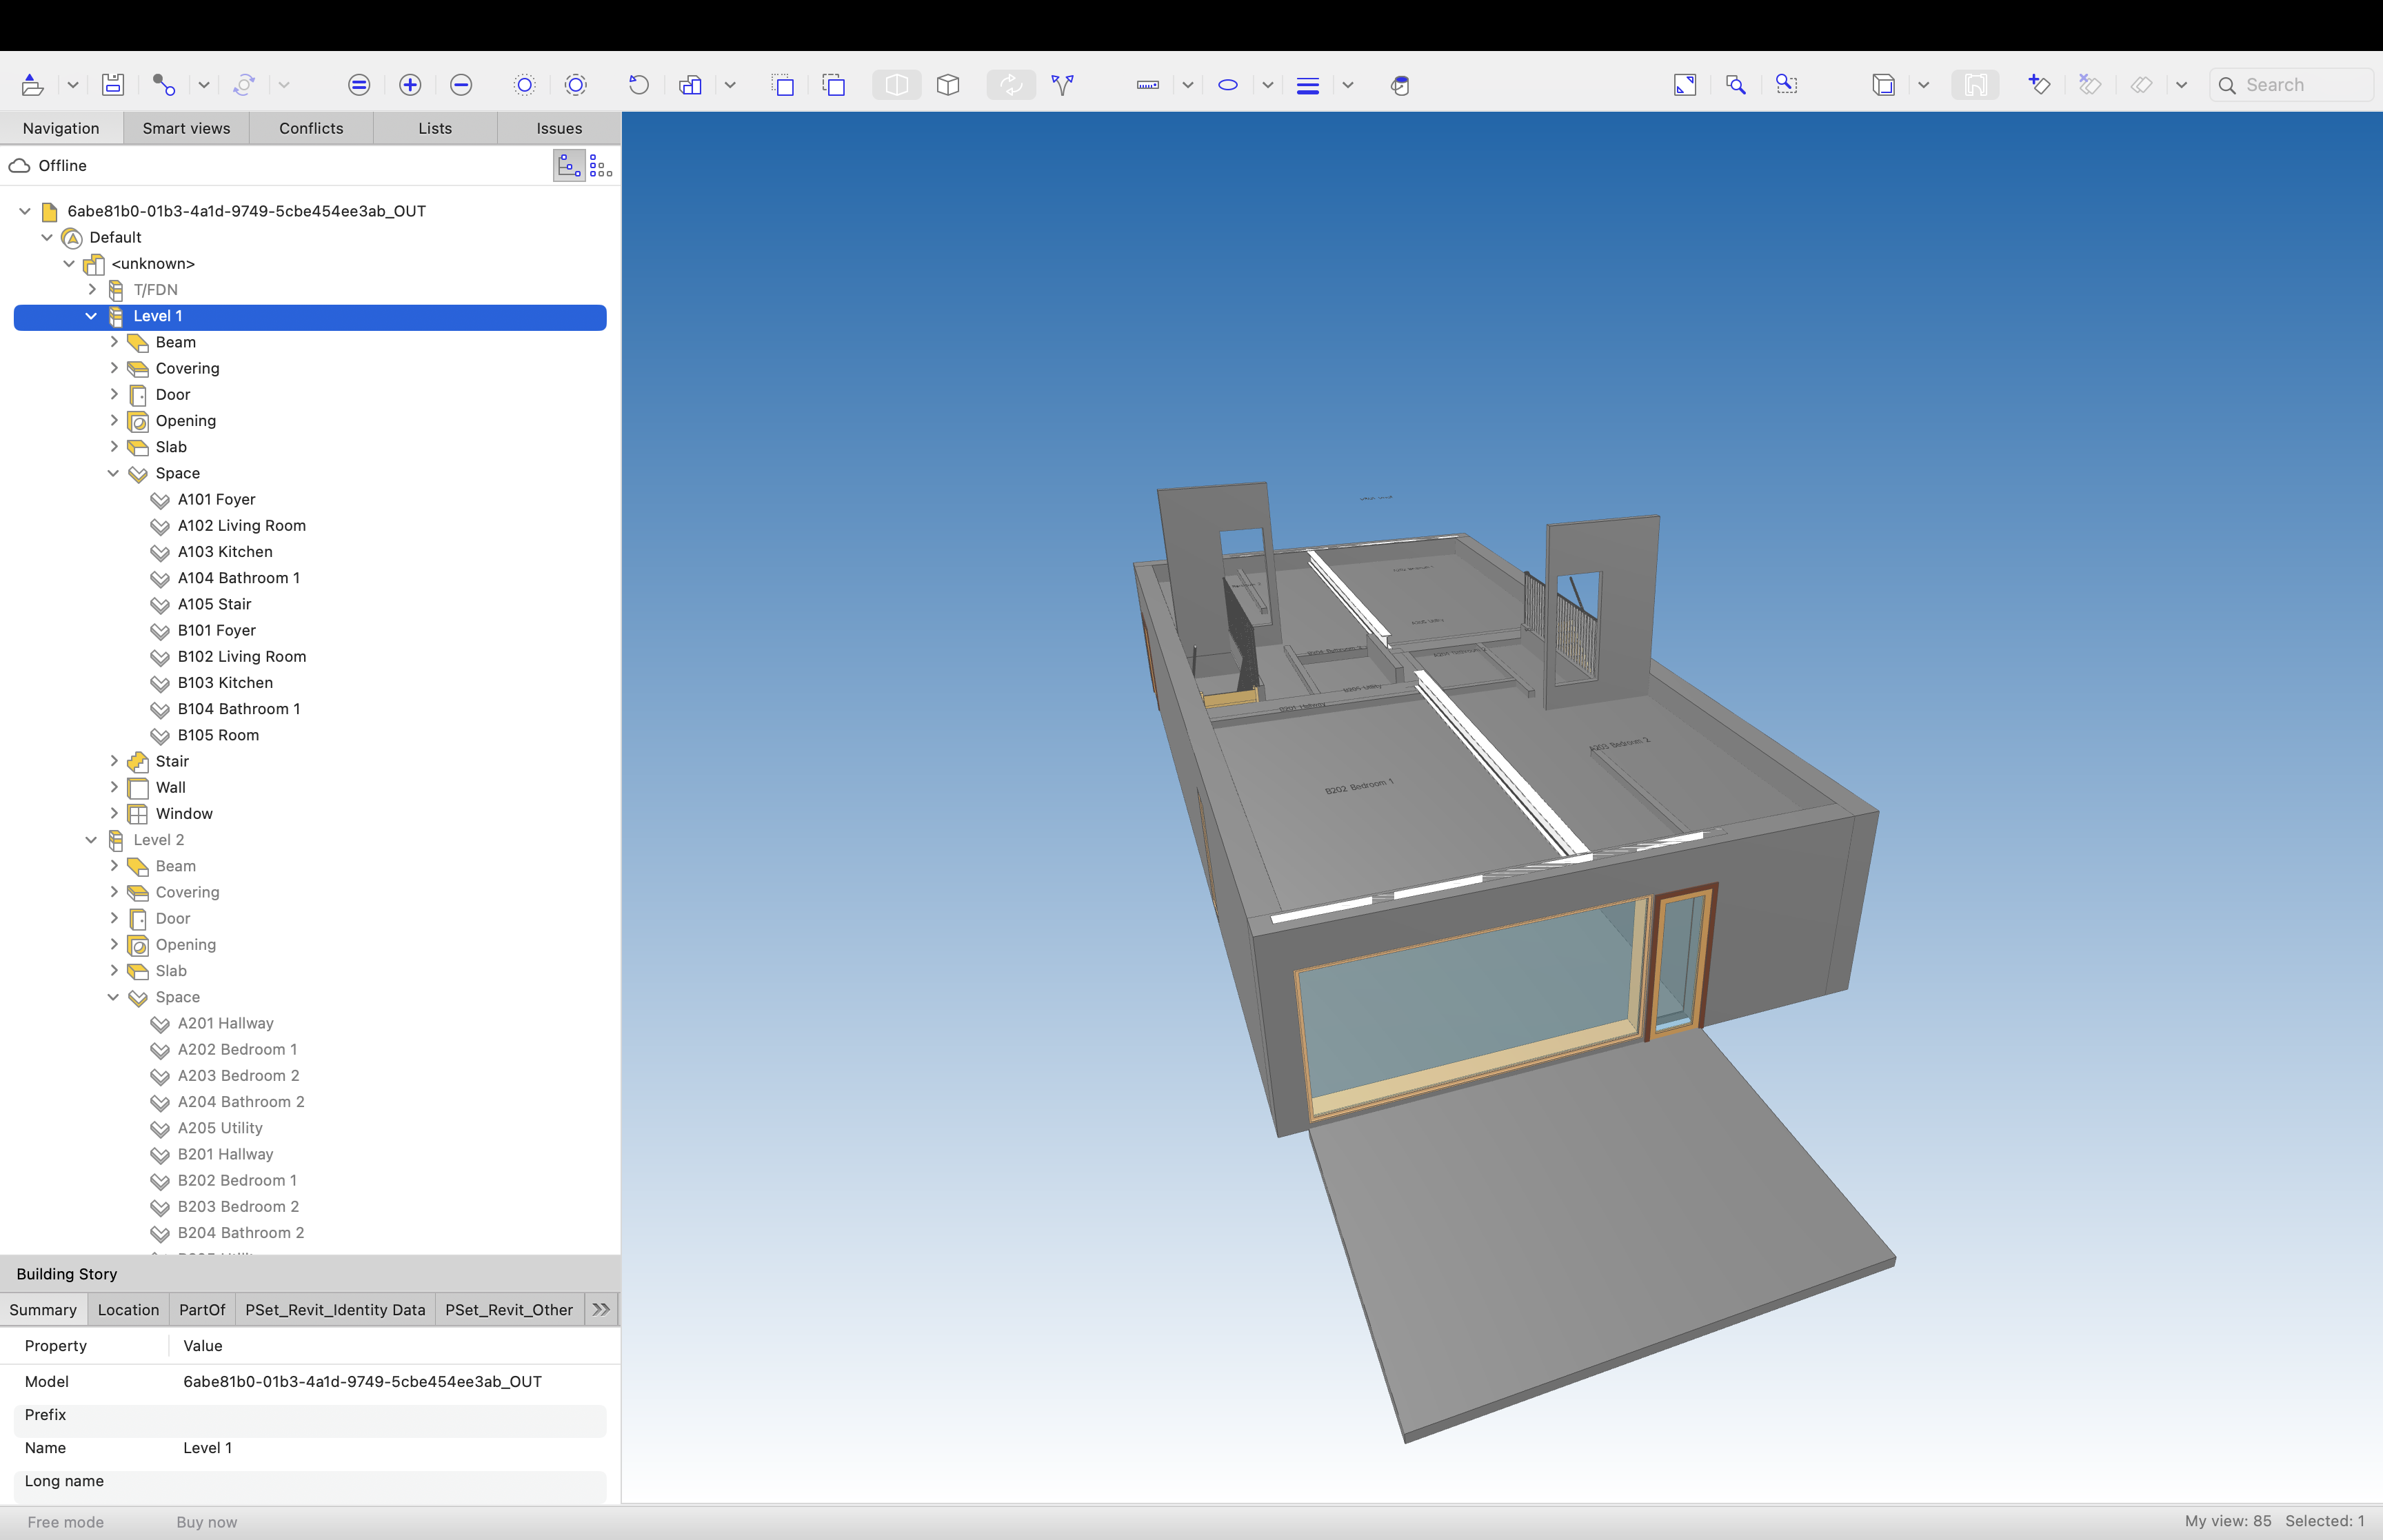 Search
Navigation
Smart views
Conflicts
Lists
Issues
Offline
6abe81b0-01b3-4a1d-9749-5cbe454ee3ab_OUT
Default
<unknown>
T/FDN
Level 1
Beam
Covering
Door
Opening
Slab
Space
A101 Foyer
A102 Living Room
A103 Kitchen
A104 Bathroom 1
A105 Stair
B101 Foyer
B102 Living Room
B103 Kitchen
B104 Bathroom 1
B105 Room
Stair
Wall
Window
Level 2
Beam
Covering
Door
Opening
Slab
Space
A201 Hallway
A202 Bedroom 1
A203 Bedroom 2
A204 Bathroom 2
A205 Utility
B201 Hallway
B202 Bedroom 1
B203 Bedroom 2
B204 Bathroom 2
Building Story
Summary
Location
PartOf
PSet_Revit_Identity Data
PSet_Revit_Other
Property Value
Model 6abe81b0-01b3-4a1d-9749-5cbe454ee3ab_OUT
Prefix
Name Level 1
Long name
B201 Hallway
A203 Bedroom 2
B202 Bedroom 1
Free mode
Buy now
My view: 85 Selected: 1